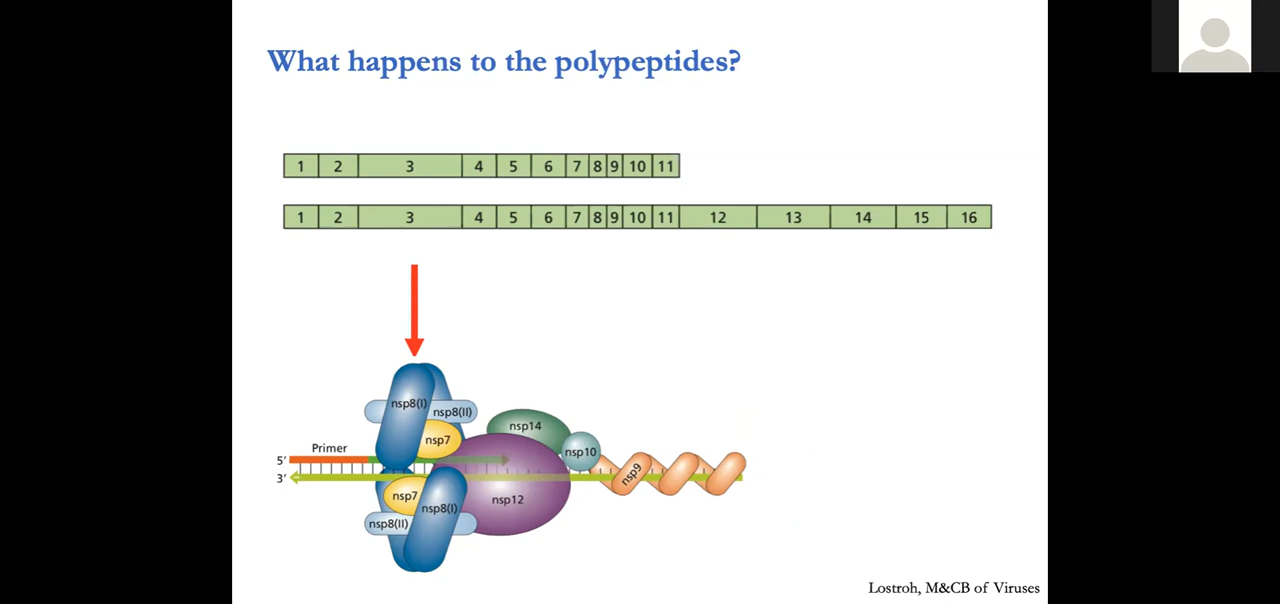 What happens to the polypeptides?
1 2 3 4 5 6 7 8 9 10 11
1 2 3 4 5 6 7 8 9 10 11 12 13 14 15 16
nsp8(I)
nsp8(II)
nsp14
nsp7
Primer
nsp10
5'
3'
nsp9
nsp7
nsp12
nsp8(I)
nsp8(II)
Lostroh, M&CB of Viruses